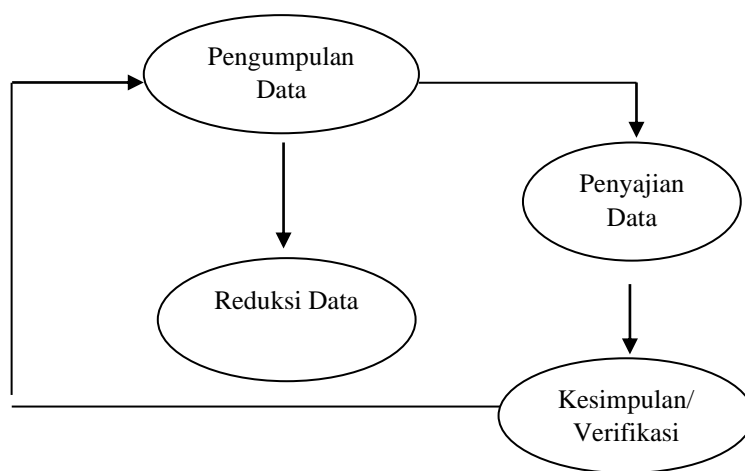 Pengumpulan
Data
Penyajian
Data
Reduksi Data
Kesimpulan/
Verifikasi